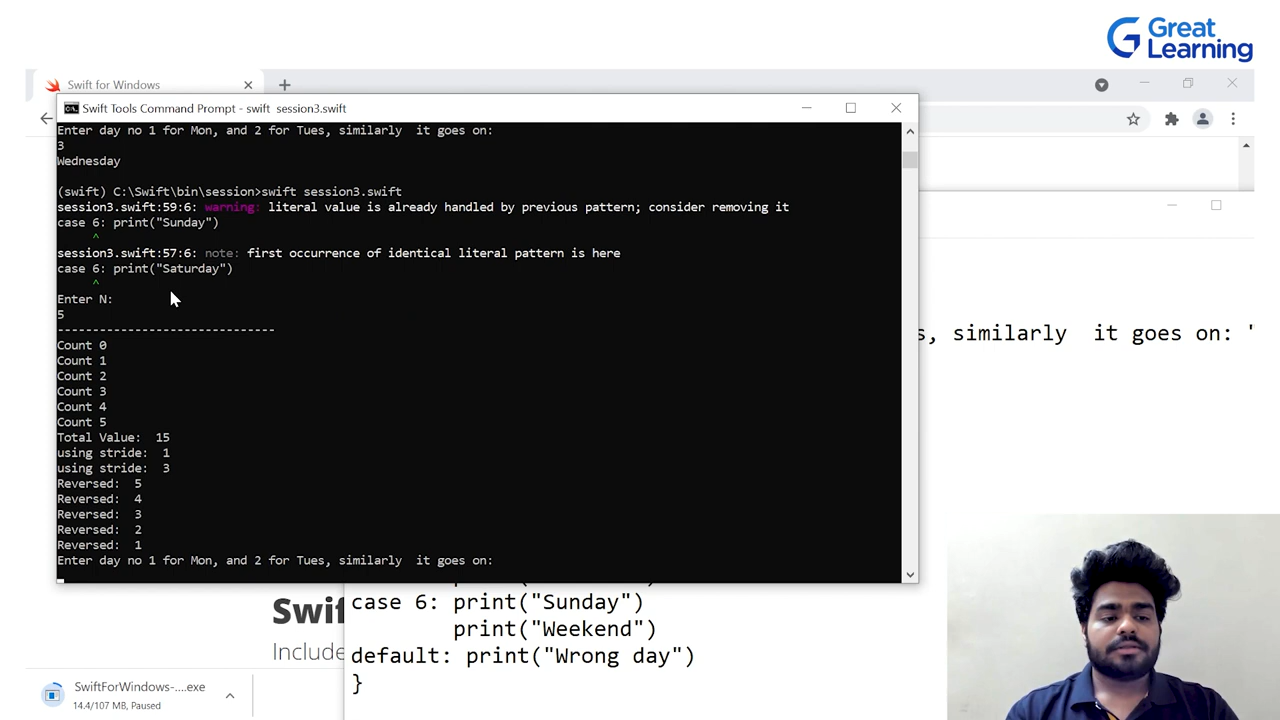 Great
Learning
Swift for Windows
Swift Tools Command Prompt - swift  session3.swift
Enter day no 1 for Mon, and 2 for Tues, similarly  it goes on:
3
Wednesday
(swift) C:\Swift\bin\session>swift session3.swift
session3.swift:59:6: warning: literal value is already handled by previous pattern; consider removing it
case 6: print("Sunday")
^
session3.swift:57:6: note: first occurrence of identical literal pattern is here
case 6: print("Saturday")
^
Enter N:
5
-------------------------------
Count 0
Count 1
Count 2
Count 3
Count 4
Count 5
Total Value:  15
using stride:  1
using stride:  3
Reversed:  5
Reversed:  4
Reversed:  3
Reversed:  2
Reversed:  1
Enter day no 1 for Mon, and 2 for Tues, similarly  it goes on:
s, similarly  it goes on: "
case 6: print("Sunday")
print("Weekend")
default: print("Wrong day")
}
Swif
Include
SwiftForWindows-....exe
14.4/107 MB, Paused